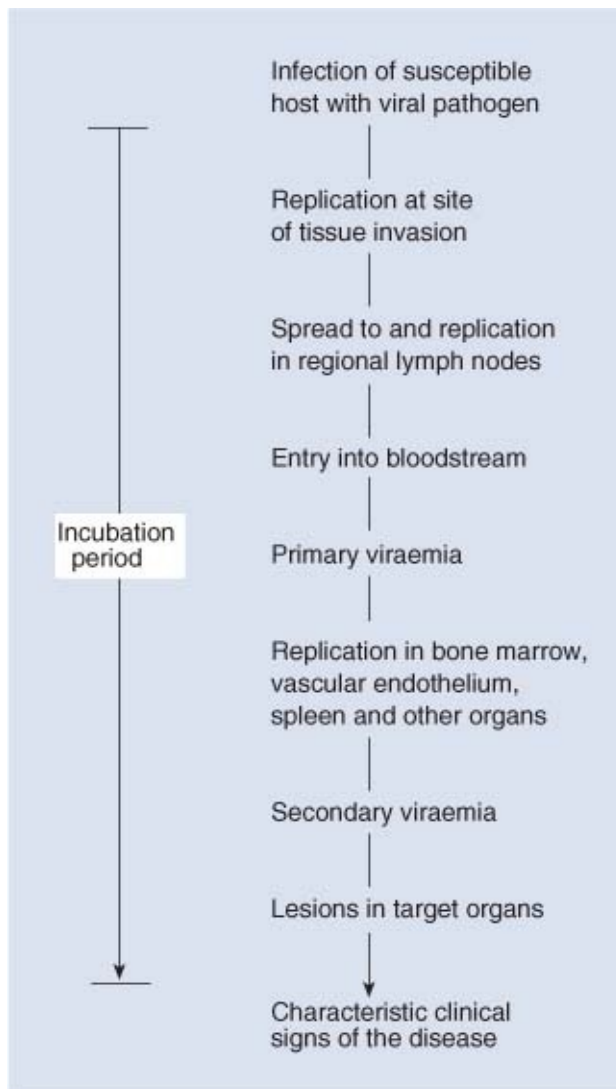 Infection of susceptible
host with viral pathogen
Replication at site
of tissue invasion
Spread to and replication
in regional lymph nodes
Entry into bloodstream
Incubation
period
Primary viraemia
Replication in bone marrow,
vascular endothelium,
spleen and other organs
Secondary viraemia
Lesions in target organs
Characteristic clinical
signs of the disease